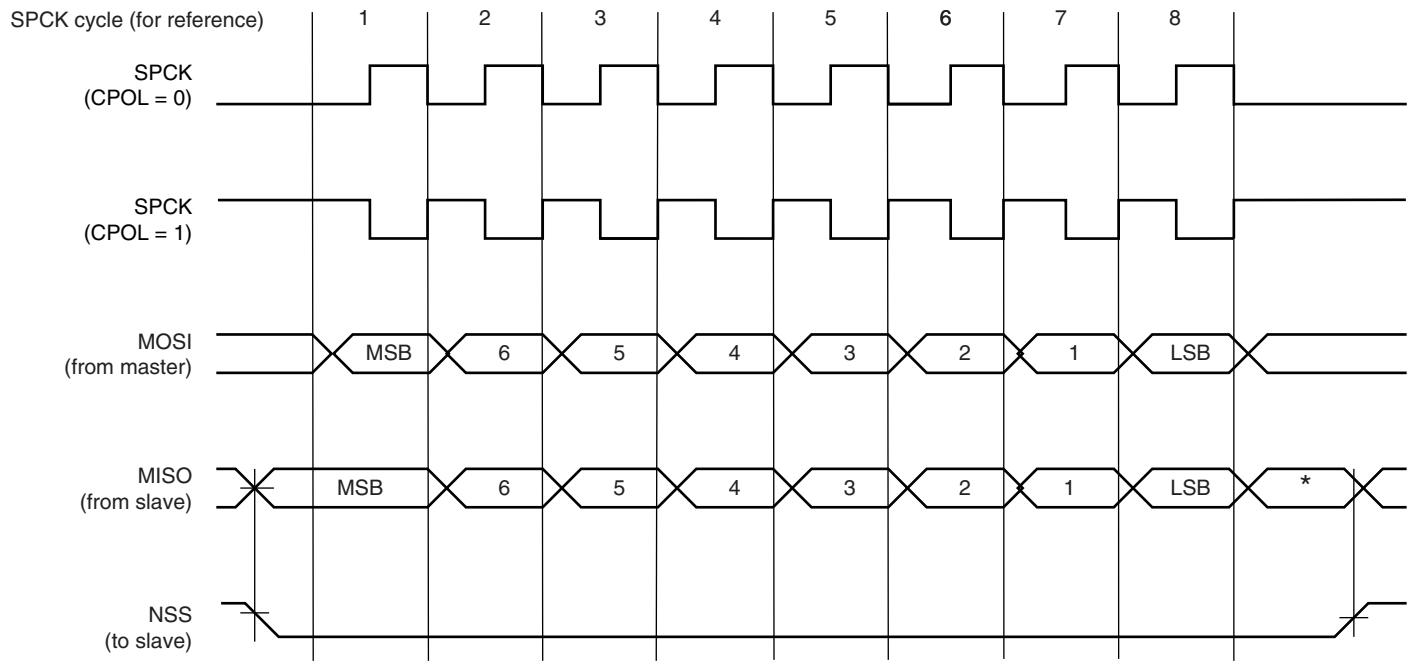 SPCK cycle (for reference) 1 2 3 4 5 6 7 8
SPCK
(CPOL = 0)
SPCK
(CPOL = 1)
MOSI
(from master)
MSB 6 5 4 3 2 1 LSB
MISO
(from slave)
MSB 6 5 4 3 2 1 LSB *
NSS
(to slave)